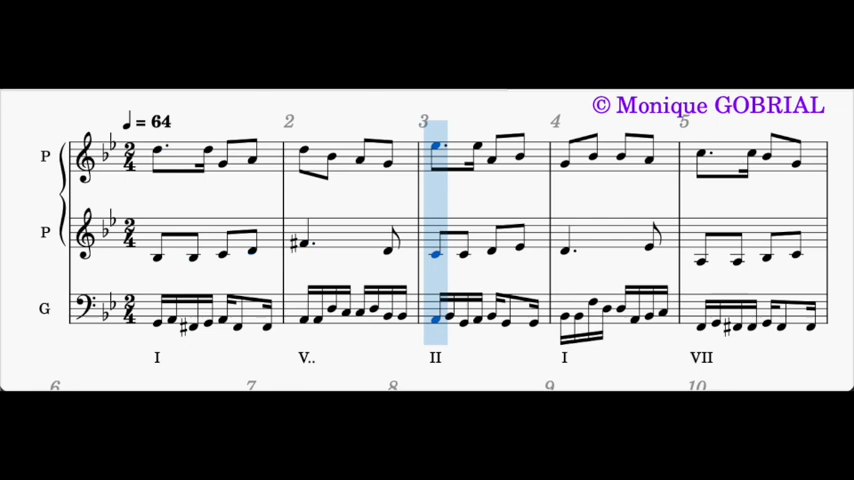 © Monique GOBRIAL
♩ = 64 2 3 4 5
P
2 4
P
2 4
G
2 4
I V.. II I VII
6 7 8 9 10